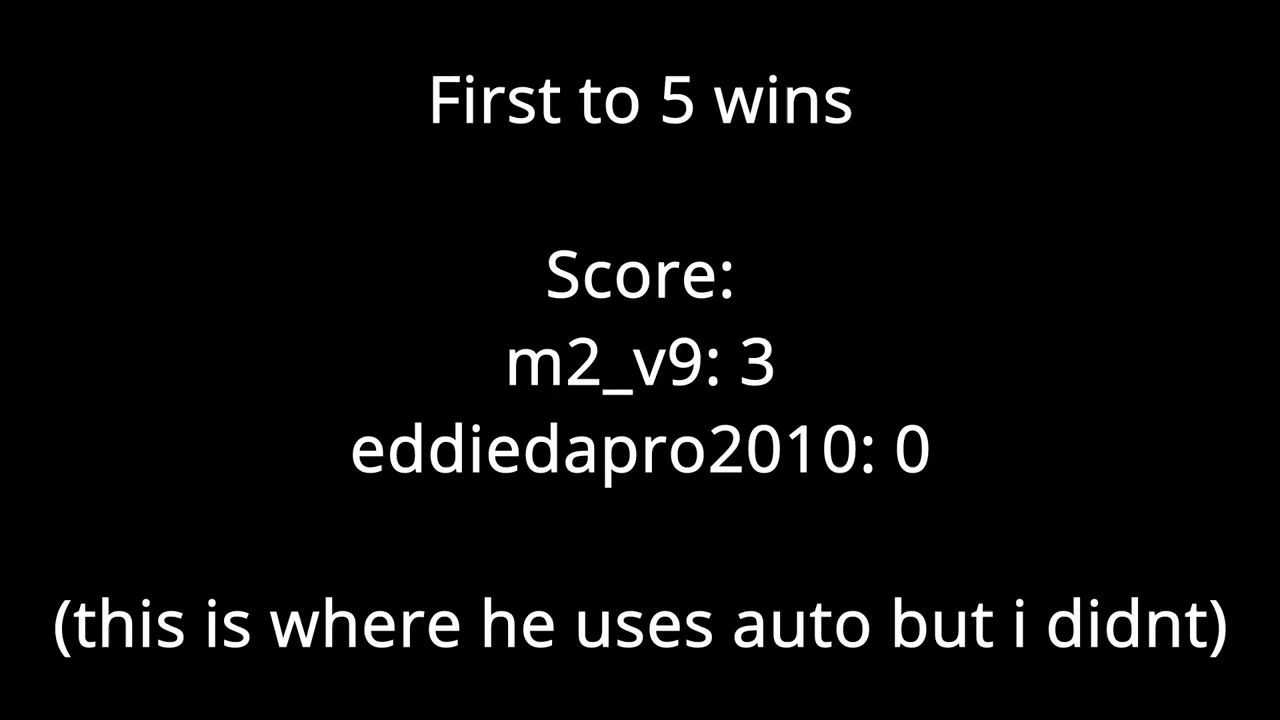 First to 5 wins
Score:
m2_v9: 3
eddiedapro2010: 0
(this is where he uses auto but i didnt)